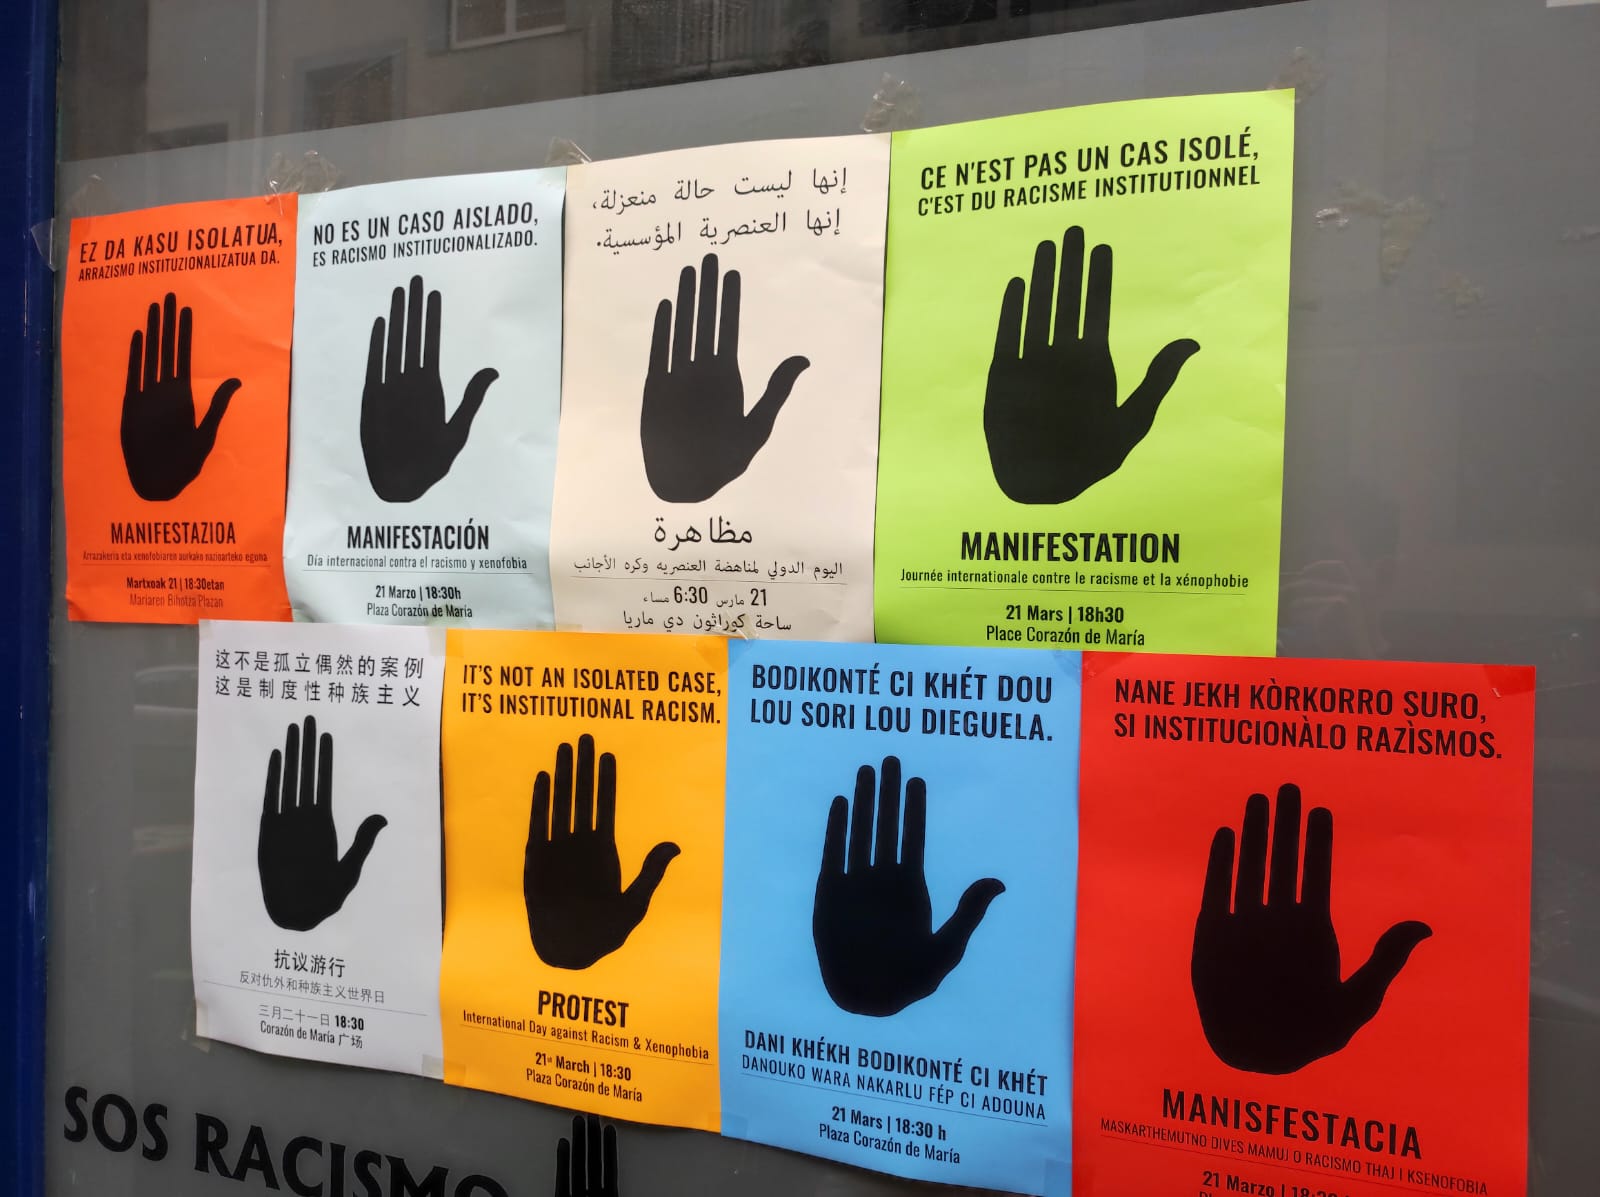 EZ DA KASU ISOLATUA,
ARRAZISMO INSTITUZIONALIZATUA DA.
MANIFESTAZIOA
Arrazakeria eta xenofobiaren aurkako nazioarteko eguna
Martxoak 21 | 18:30etan
Mariaren Bihotza Plazan
NO ES UN CASO AISLADO,
ES RACISMO INSTITUCIONALIZADO.
MANIFESTACIÓN
Día internacional contra el racismo y xenofobia
21 Marzo | 18:30h
Plaza Corazón de María
إنها ليست حالة منعزلة،
إنها العنصرية المؤسسية.
مظاهرة
اليوم الدولي لمناهضة العنصريه وكره الأجانب
21 مارس 6:30 مساء
ساحة كوراثون دي ماريا
CE N'EST PAS UN CAS ISOLÉ,
C'EST DU RACISME INSTITUTIONNEL
MANIFESTATION
Journée internationale contre le racisme et la xénophobie
21 Mars | 18h30
Place Corazón de María
这不是孤立偶然的案例
这是制度性种族主义
抗议游行
反对仇外和种族主义世界日
三月二十一日 18:30
Corazón de María 广场
IT'S NOT AN ISOLATED CASE,
IT'S INSTITUTIONAL RACISM.
PROTEST
International Day against Racism & Xenophobia
21st March | 18:30
Plaza Corazón de María
BODIKONTÉ CI KHÉT DOU
LOU SORI LOU DIEGUELA.
DANI KHÉKH BODIKONTÉ CI KHÉT
DANOUKO WARA NAKARLU FÉP CI ADOUNA
21 Mars | 18:30 h
Plaza Corazón de María
NANE JEKH KÒRKORRO SURO,
SI INSTITUCIONÀLO RAZÌSMOS.
MANISFESTACIA
MASKARTHEMUTNO DIVES MAMUJ O RACISMO THAJ I KSENOFOBIA
21 Marzo | 18:30
SOS RACISMO